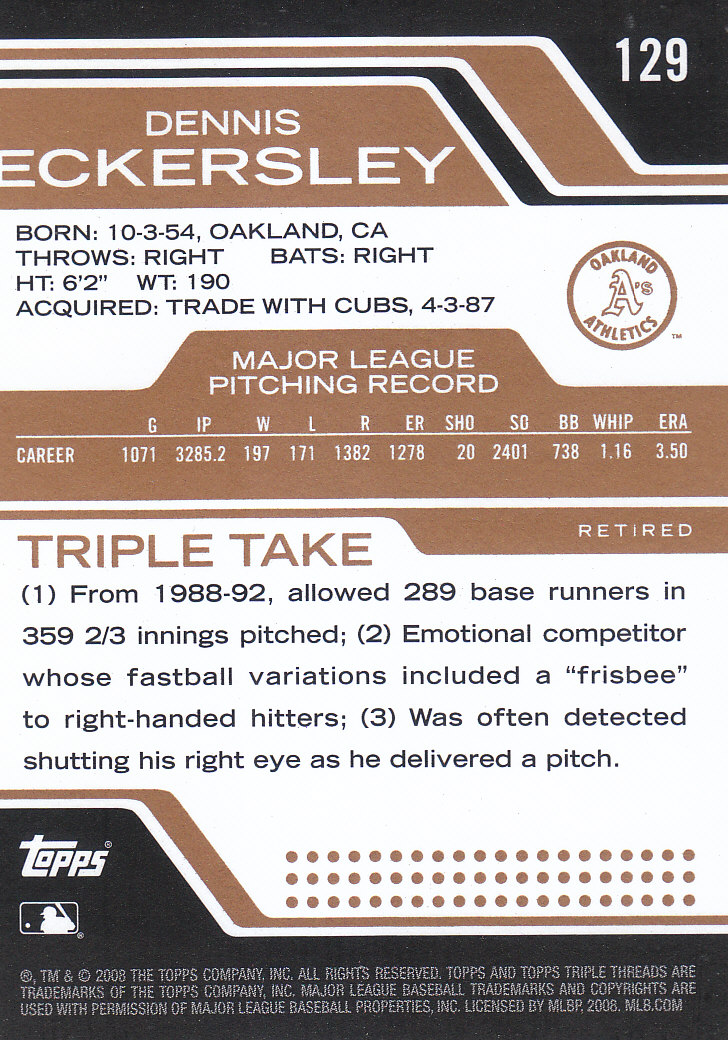 129
DENNIS
ECKERSLEY
BORN: 10-3-54, OAKLAND, CA
THROWS: RIGHT BATS: RIGHT
HT: 6'2" WT: 190
ACQUIRED: TRADE WITH CUBS, 4-3-87
OAKLAND
A's
ATHLETICS
TM
MAJOR LEAGUE
PITCHING RECORD
G IP W L R ER SHO SO BB WHIP ERA
CAREER 1071 3285.2 197 171 1382 1278 20 2401 738 1.16 3.50
RETIRED
TRIPLE TAKE
(1) From 1988-92, allowed 289 base runners in
359 2/3 innings pitched; (2) Emotional competitor
whose fastball variations included a “frisbee”
to right-handed hitters; (3) Was often detected
shutting his right eye as he delivered a pitch.
topps®
®
®, TM & © 2008 THE TOPPS COMPANY, INC. ALL RIGHTS RESERVED. TOPPS AND TOPPS TRIPLE THREADS ARE
TRADEMARKS OF THE TOPPS COMPANY, INC. MAJOR LEAGUE BASEBALL TRADEMARKS AND COPYRIGHTS ARE
USED WITH PERMISSION OF MAJOR LEAGUE BASEBALL PROPERTIES, INC. LICENSED BY MLBP, 2008. MLB.COM